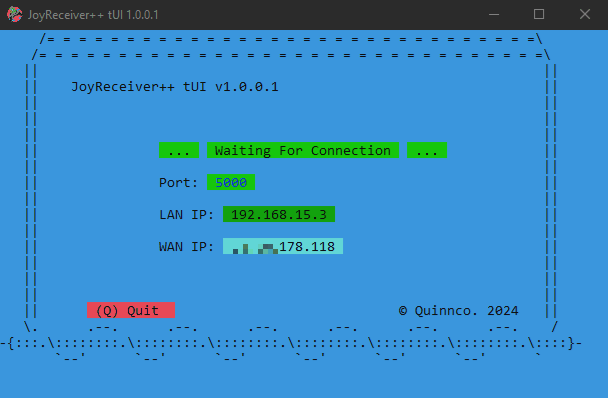 JoyReceiver++ tUI 1.0.0.1
JoyReceiver++ tUI v1.0.0.1
... Waiting For Connection ...
Port: 5000
LAN IP: 192.168.15.3
WAN IP: .178.118
(Q) Quit © Quinnco. 2024